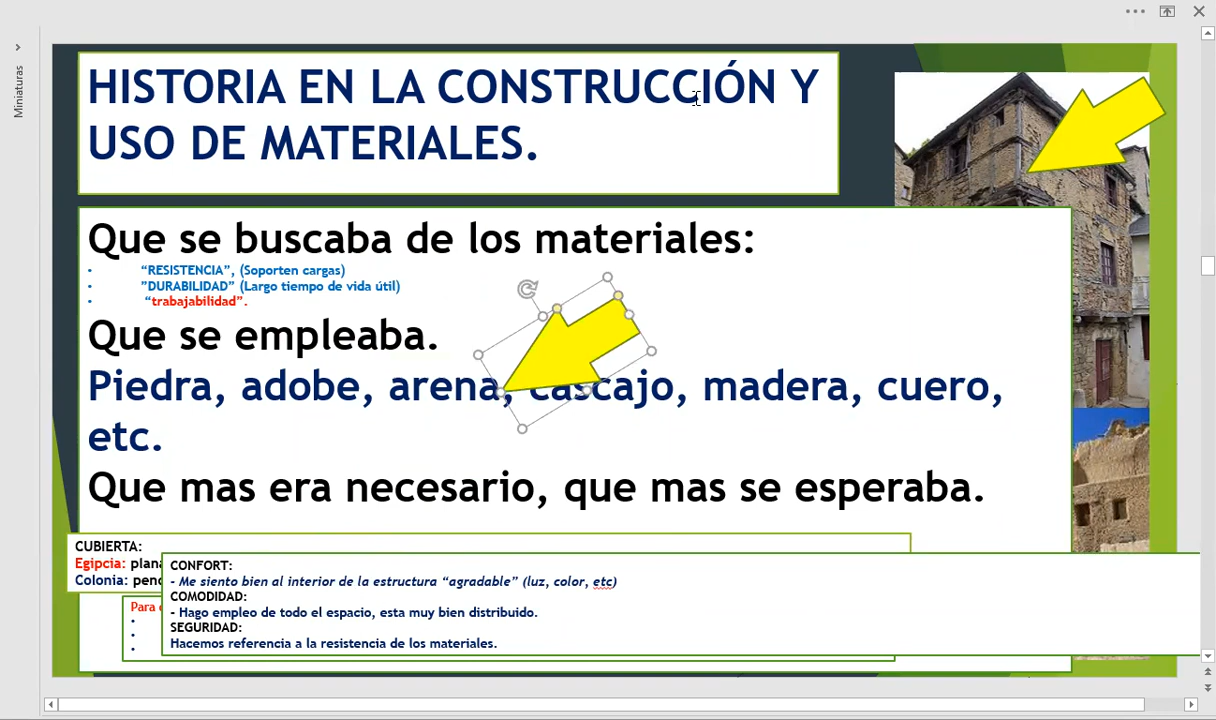 Miniaturas
HISTORIA EN LA CONSTRUCCIÓN Y
USO DE MATERIALES.
Que se buscaba de los materiales:
• “RESISTENCIA”, (Soporten cargas)
• ”DURABILIDAD” (Largo tiempo de vida útil)
• “trabajabilidad”.
Que se empleaba.
Piedra, adobe, arena, cascajo, madera, cuero,
etc.
Que mas era necesario, que mas se esperaba.
CUBIERTA:
Egipcia:
Colonia:
Para
•
•
•
CONFORT:
- Me siento bien al interior de la estructura “agradable” (luz, color, etc)
COMODIDAD:
- Hago empleo de todo el espacio, esta muy bien distribuido.
SEGURIDAD:
Hacemos referencia a la resistencia de los materiales.